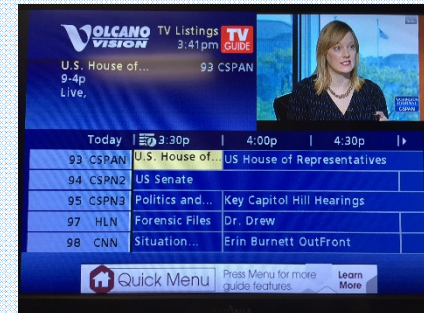 VOLCANO VISION
TV Listings
3:41pm
TV GUIDE
U.S. House of... 93 CSPAN
9-4p
Live,
Today 3:30p 4:00p 4:30p
93 CSPAN U.S. House of... US House of Representatives
94 CSPN2 US Senate
95 CSPN3 Politics and... Key Capitol Hill Hearings
97 HLN Forensic Files Dr. Drew
98 CNN Situation... Erin Burnett OutFront
Quick Menu Press Menu for more guide features. Learn More